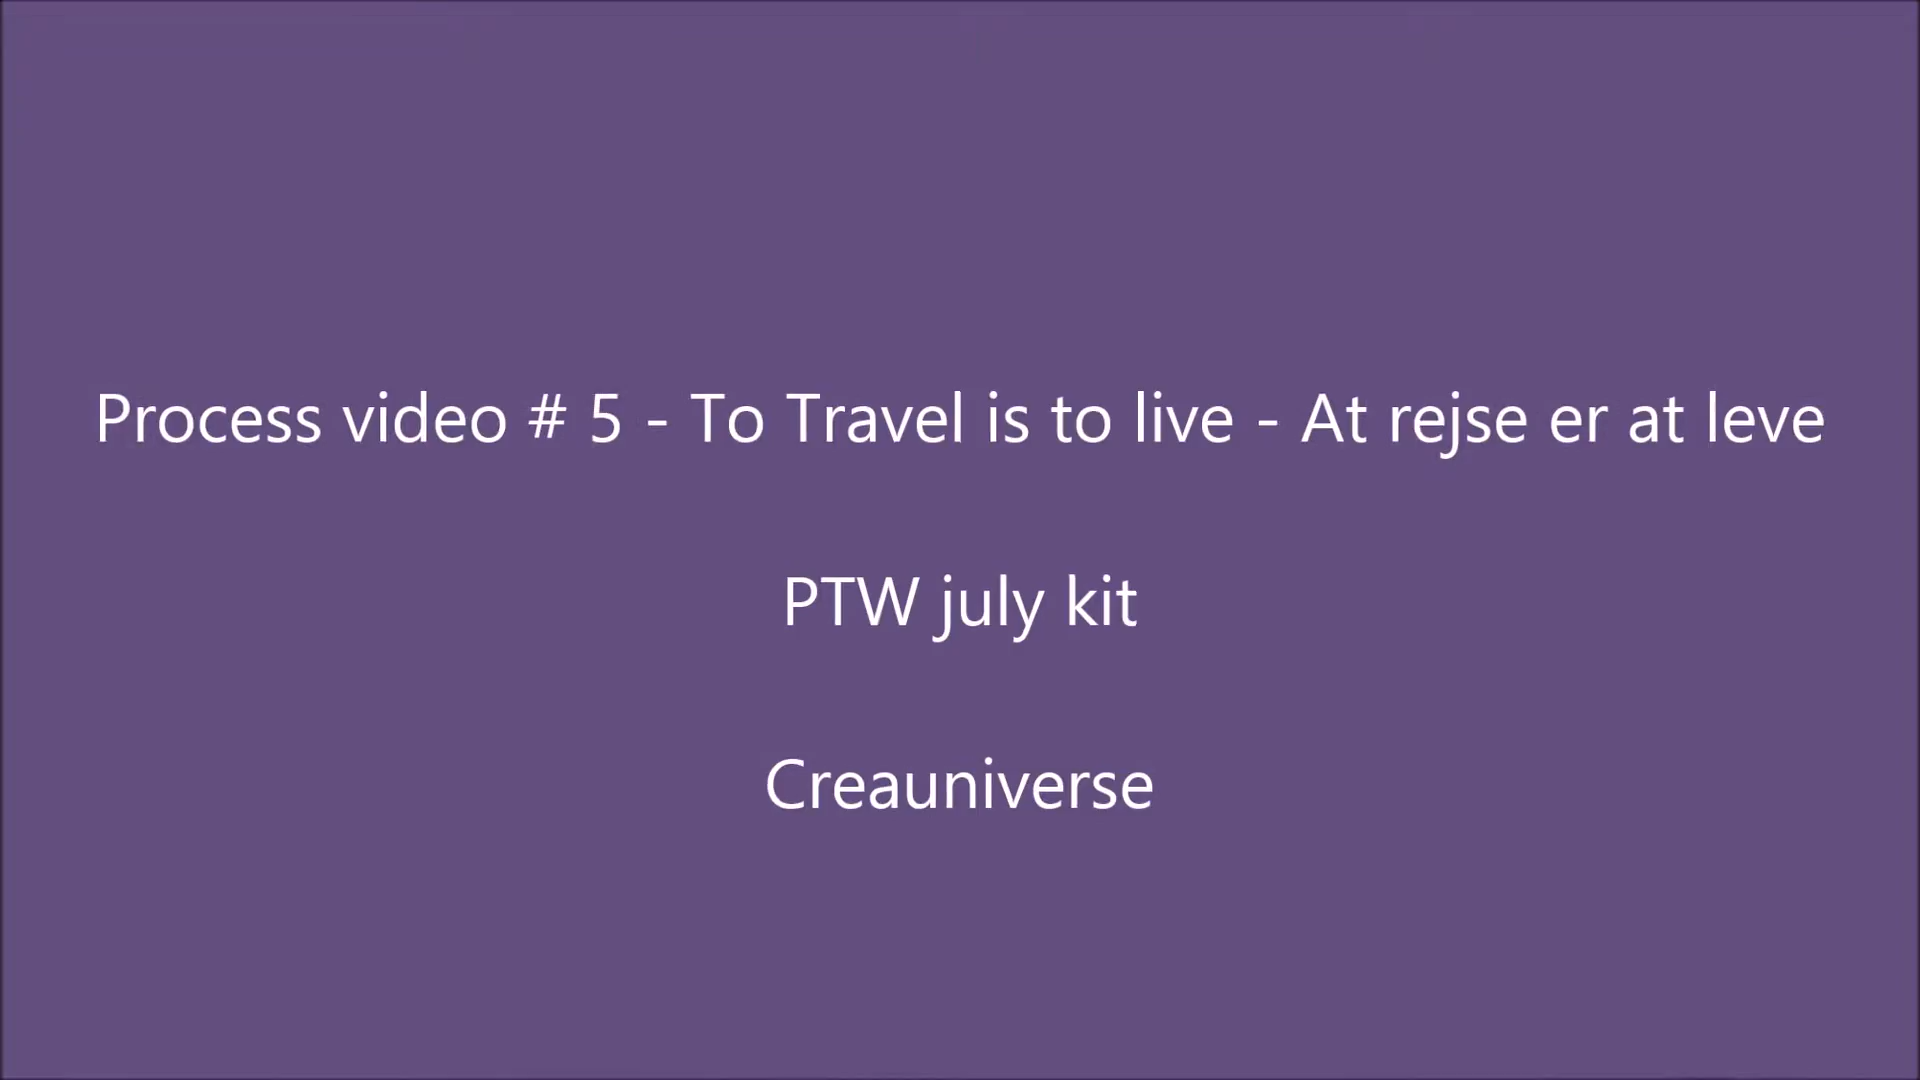 Process video # 5 - To Travel is to live - At rejse er at leve
PTW july kit
Creauniverse